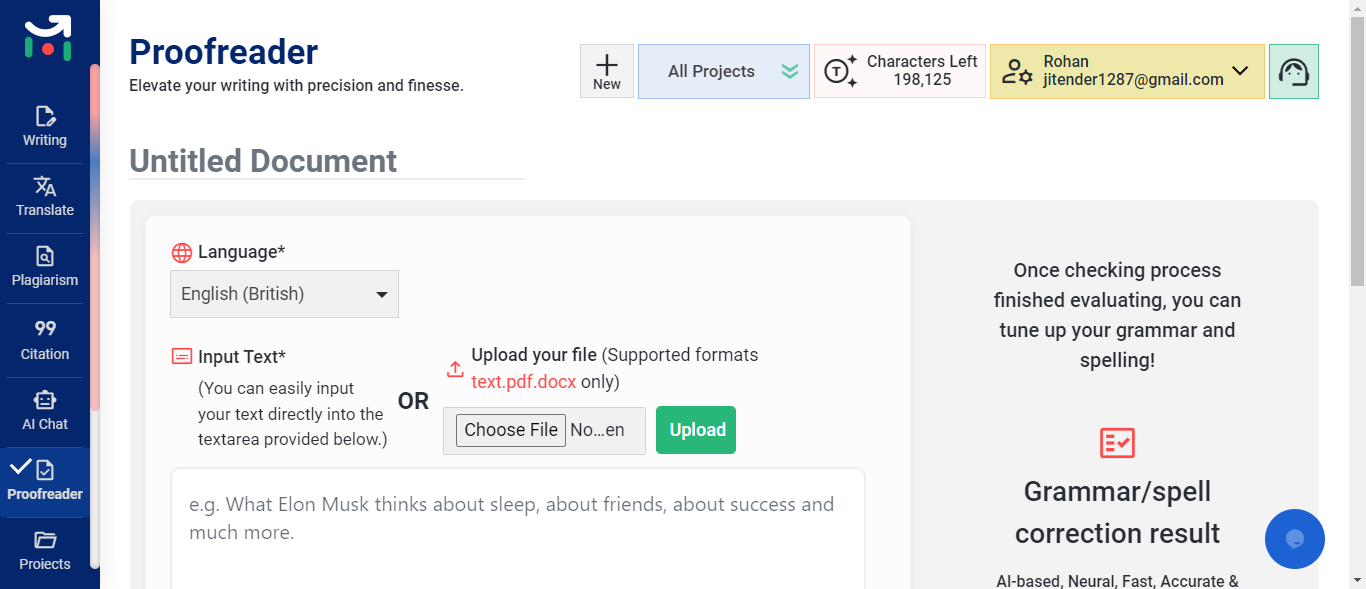 Writing
Translate
Plagiarism
99
Citation
AI Chat
Proofreader
Projects
Proofreader
Elevate your writing with precision and finesse.
New
All Projects
T
Characters Left
198,125
Rohan
jitender1287@gmail.com
Untitled Document
Language*
English (British)
Input Text*
(You can easily input
your text directly into the
textarea provided below.)
OR
Upload your file (Supported formats
text.pdf.docx only)
Choose File No...en
Upload
e.g. What Elon Musk thinks about sleep, about friends, about success and
much more.
Once checking process
finished evaluating, you can
tune up your grammar and
spelling!
Grammar/spell
correction result
AI-based, Neural, Fast, Accurate &